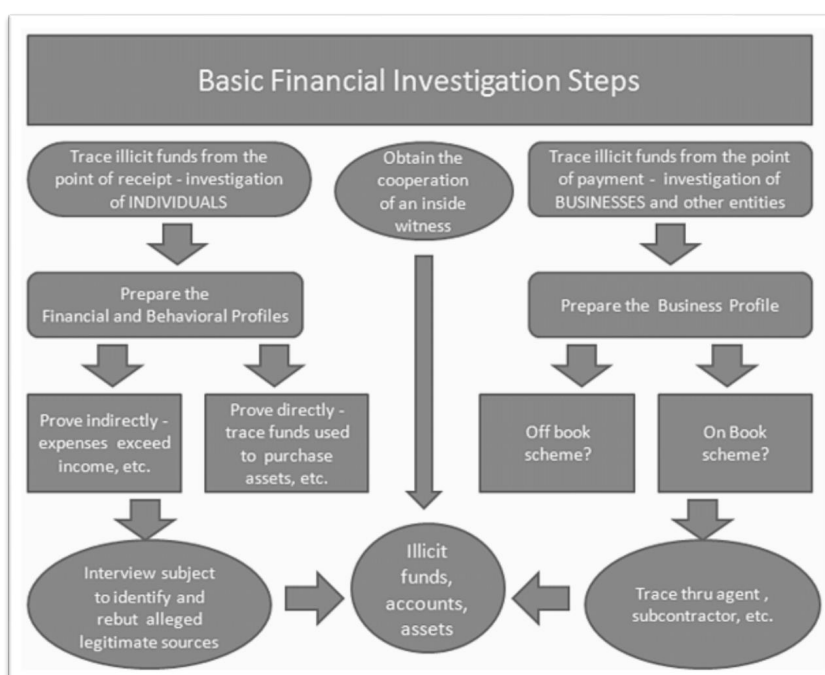 Basic Financial Investigation Steps
Trace illicit funds from the
point of receipt - investigation
of INDIVIDUALS
Obtain the
cooperation
of an inside
witness
Trace illicit funds from the point
of payment - investigation of
BUSINESSES and other entities
Prepare the
Financial and Behavioral Profiles
Prepare the Business Profile
Prove indirectly -
expenses exceed
income, etc.
Prove directly -
trace funds used
to purchase
assets, etc.
Off book
scheme?
On Book
scheme?
Interview subject
to identify and
rebut alleged
legitimate sources
Illicit
funds,
accounts,
assets
Trace thru agent ,
subcontractor, etc.